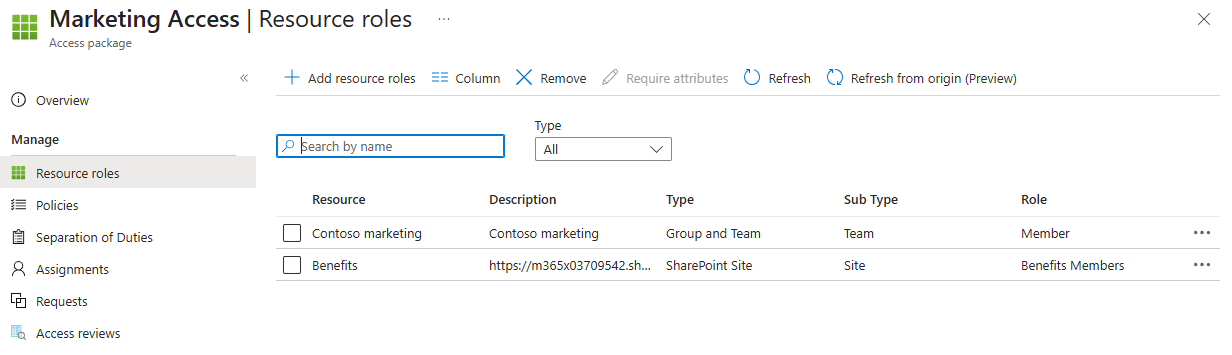 Marketing Access | Resource roles ...
Access package
«
Overview
Manage
Resource roles
Policies
Separation of Duties
Assignments
Requests
Access reviews
Add resource roles Column Remove Require attributes Refresh Refresh from origin (Preview)
Type
Search by name All
Resource Description Type Sub Type Role
Contoso marketing Contoso marketing Group and Team Team Member ...
Benefits https://m365x03709542.sh... SharePoint Site Site Benefits Members ...